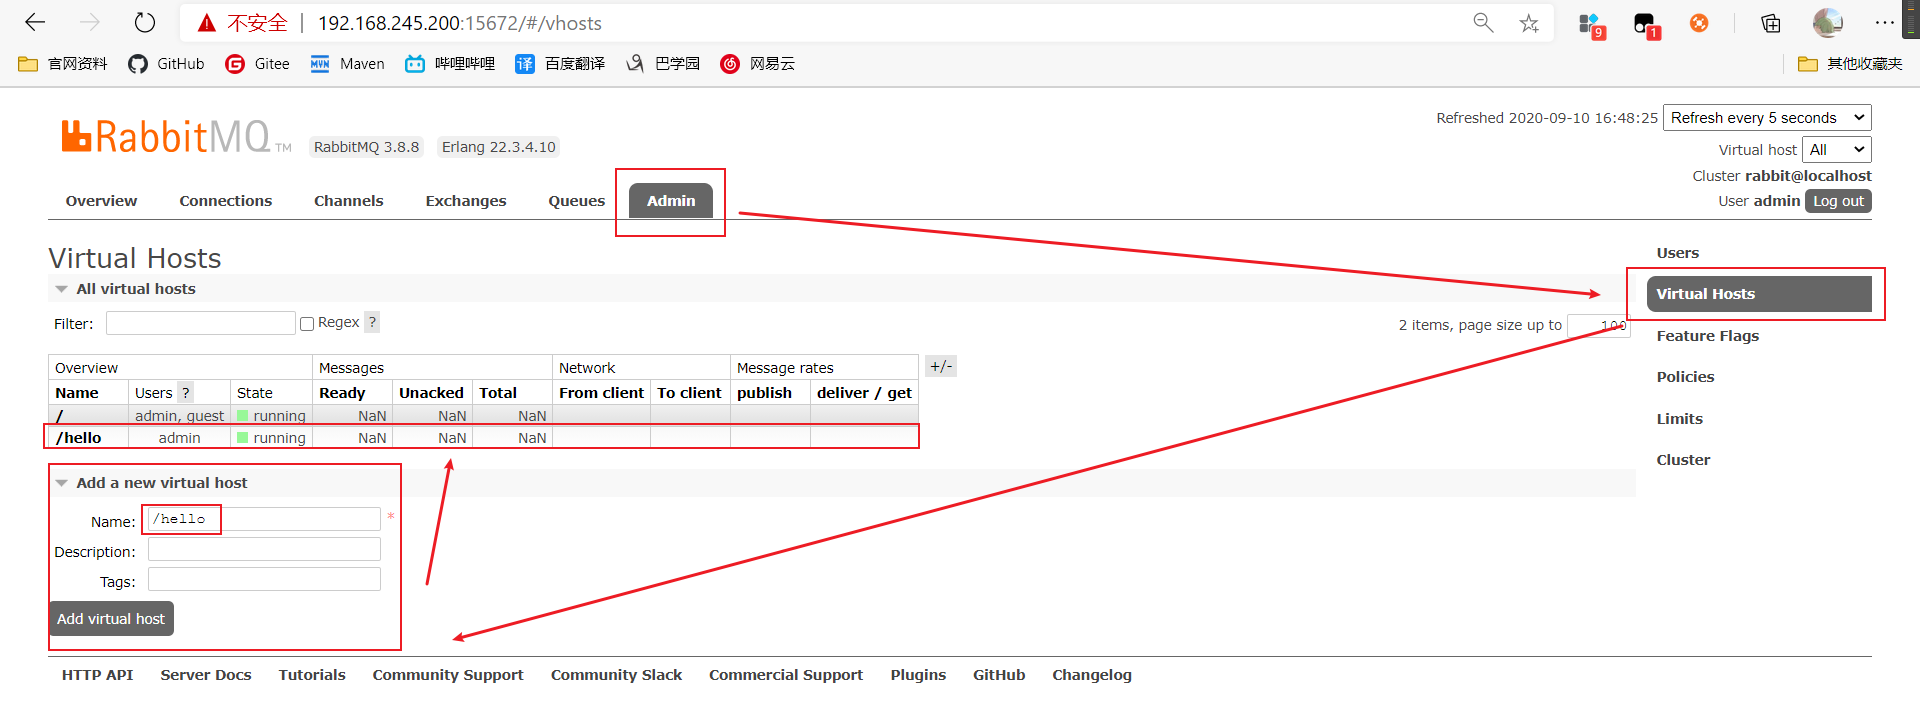 不安全 | 192.168.245.200:15672/#/vhosts
9
1
官网资料 GitHub Gitee Maven 哔哩哔哩 百度翻译 巴学园 网易云 其他收藏夹
RabbitMQ TM RabbitMQ 3.8.8 Erlang 22.3.4.10
Refreshed 2020-09-10 16:48:25 Refresh every 5 seconds
Virtual host All
Cluster rabbit@localhost
User admin Log out
Overview Connections Channels Exchanges Queues Admin
Virtual Hosts
All virtual hosts
Filter: Regex ?
2 items, page size up to 100
Overview Messages Network Message rates +/-
Name Users ? State Ready Unacked Total From client To client publish deliver / get
/ admin, guest running NaN NaN NaN
/hello admin running NaN NaN NaN
Add a new virtual host
Name: /hello *
Description:
Tags:
Add virtual host
Users
Virtual Hosts
Feature Flags
Policies
Limits
Cluster
HTTP API Server Docs Tutorials Community Support Community Slack Commercial Support Plugins GitHub Changelog